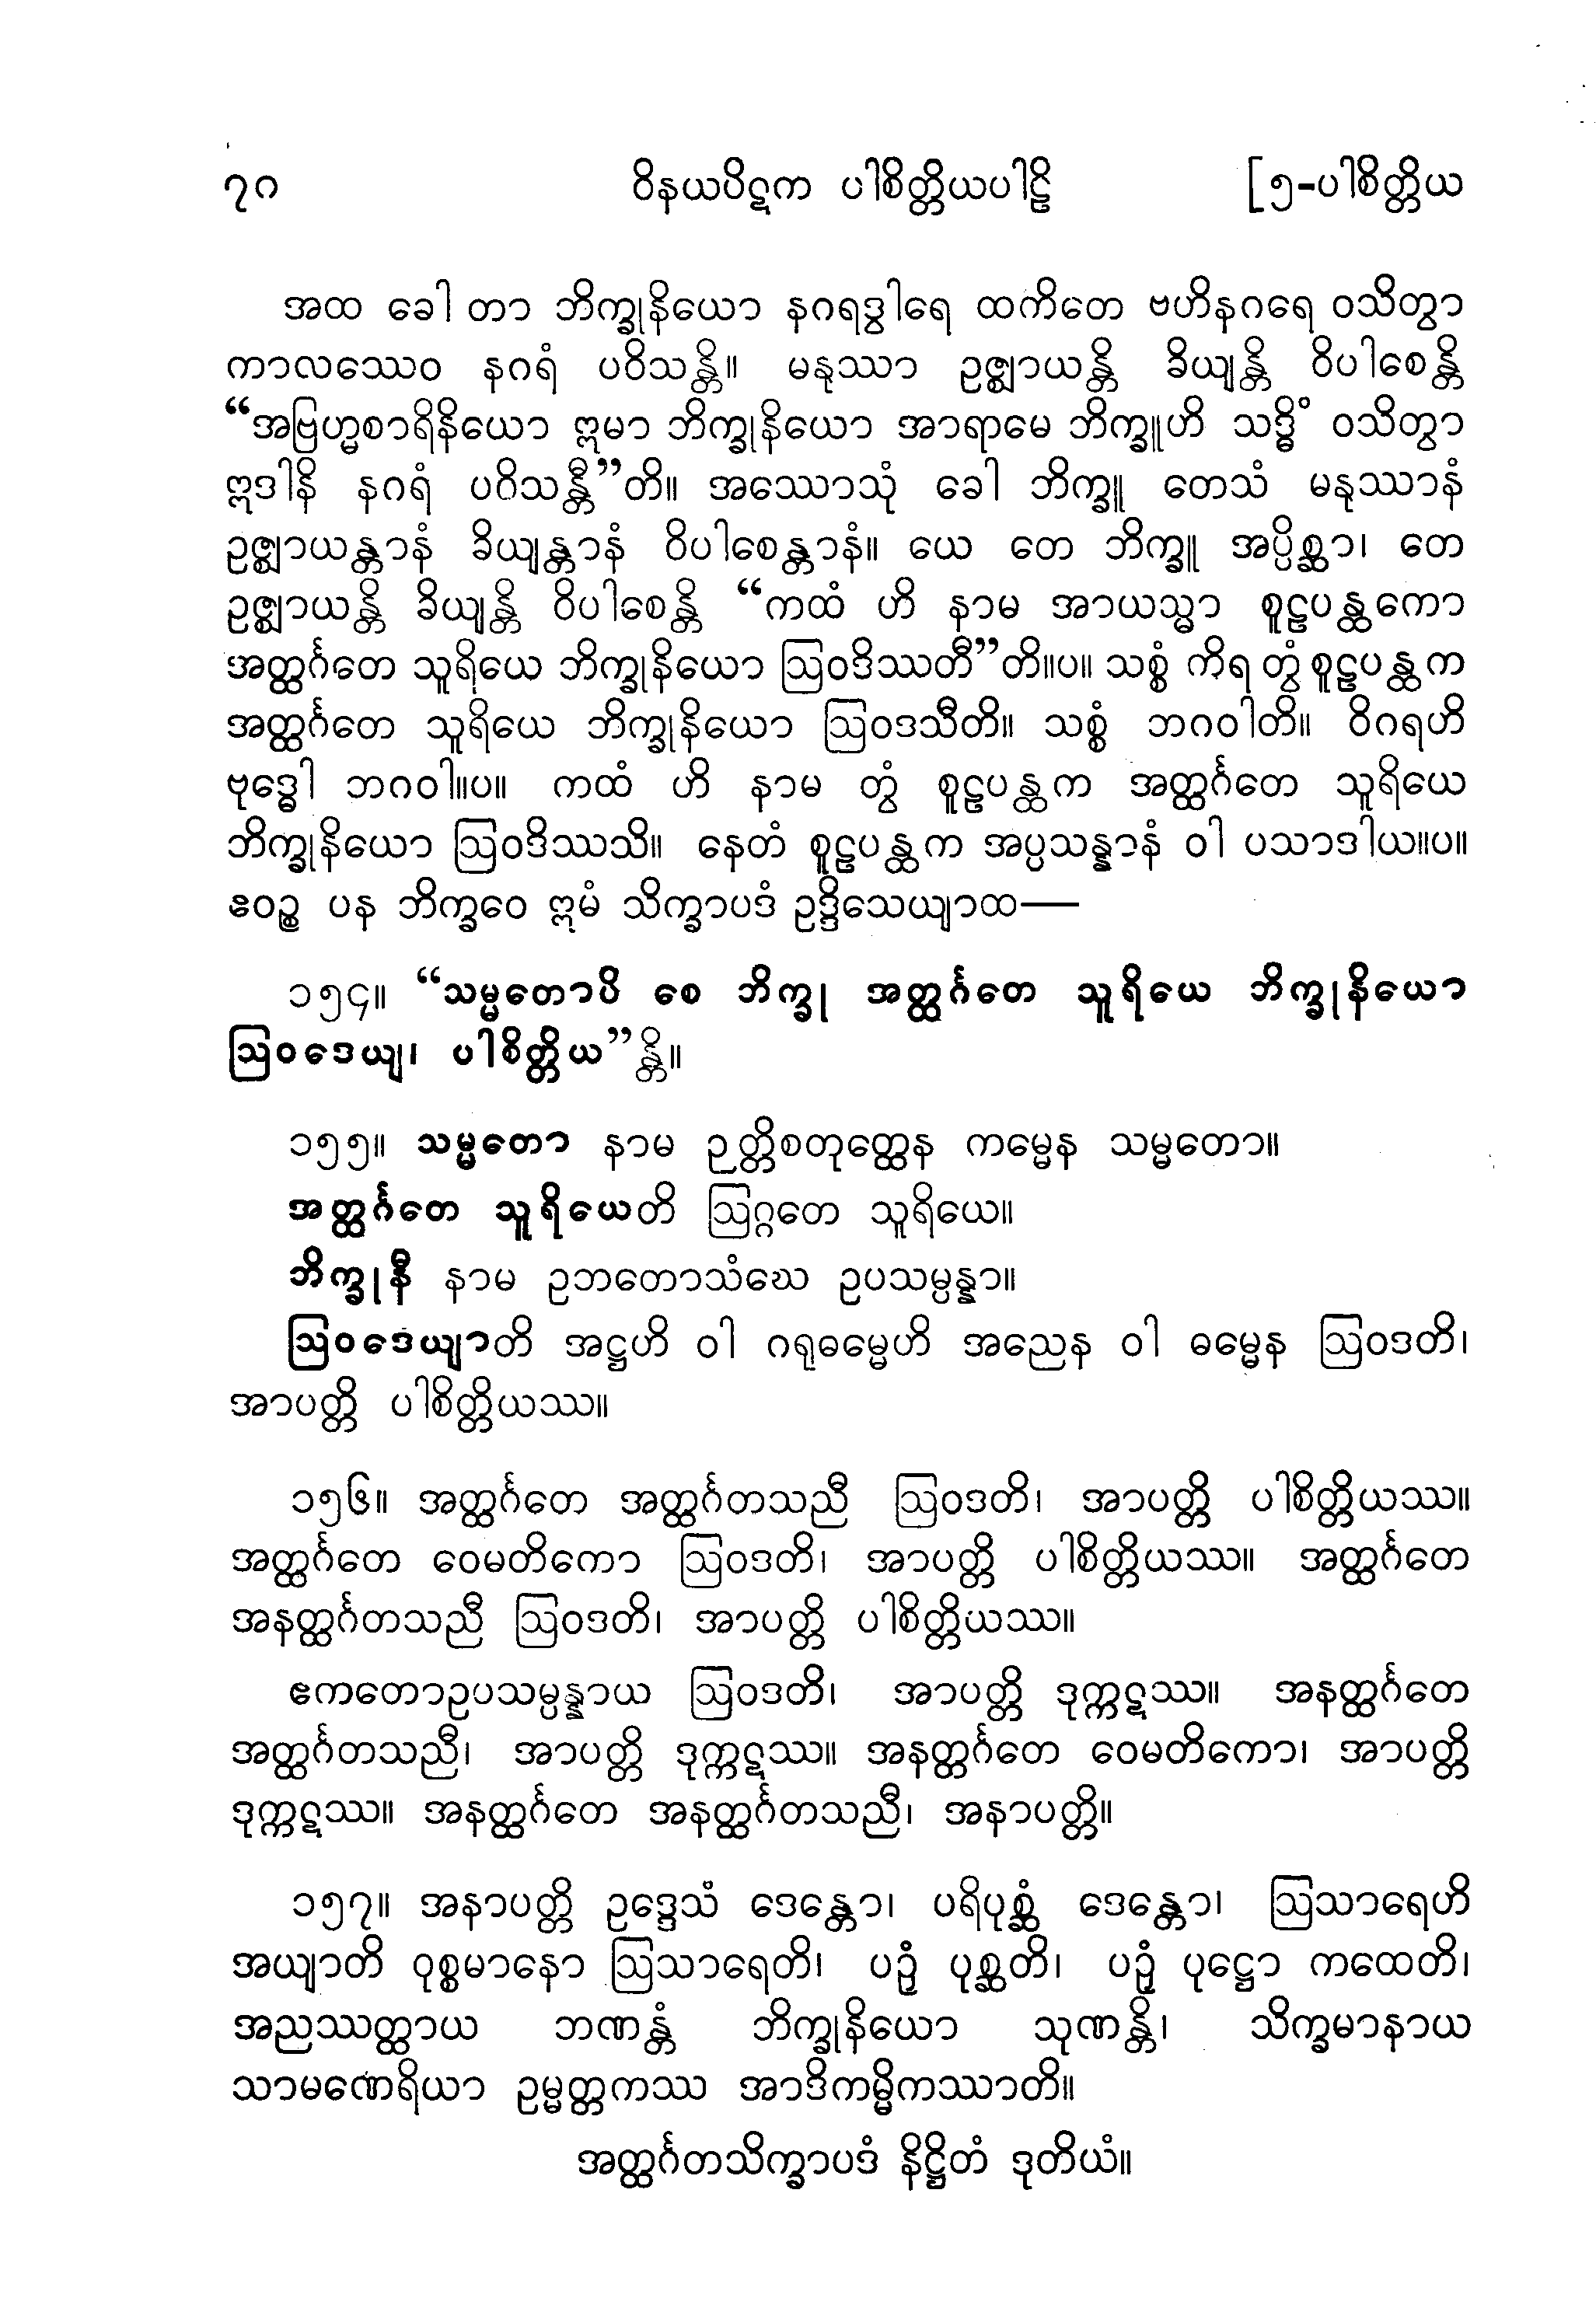 ၇၀ ဝိနယပိဋက ပါစိတ္တိယပါဠိ [၅-ပါစိတ္တိယ
အထ ခေါ တာ ဘိက္ခုနိယော နဂရဒွါရေ ထကိတေ ဗဟိနဂရေ ဝသိတွာ
ကာလဿေဝ နဂရံ ပဝိသန္တိ။ မနုဿာ ဥဇ္ဈာယန္တိ ခိယျန္တိ ဝိပါစေန္တိ
“အဗြဟ္မစာရိနိယော ဣမာ ဘိက္ခုနိယော အာရာမေ ဘိက္ခူဟိ သဒ္ဓိံ ဝသိတွာ
ဣဒါနိ နဂရံ ပဝိသန္တီ”တိ။ အဿောသုံ ခေါ ဘိက္ခူ တေသံ မနုဿာနံ
ဥဇ္ဈာယန္တာနံ ခိယျန္တာနံ ဝိပါစေန္တာနံ။ ယေ တေ ဘိက္ခူ အပ္ပိစ္ဆာ၊ တေ
ဥဇ္ဈာယန္တိ ခိယျန္တိ ဝိပါစေန္တိ “ကထံ ဟိ နာမ အာယသ္မာ စူဠပန္ထကော
အတ္ထင်္ဂတေ သူရိယေ ဘိက္ခုနိယော ဩဝဒိဿတီ”တိ။ပ။ သစ္စံ ကိရ တွံ စူဠပန္ထက
အတ္ထင်္ဂတေ သူရိယေ ဘိက္ခုနိယော ဩဝဒသီတိ။ သစ္စံ ဘဂဝါတိ။ ဝိဂရဟိ
ဗုဒ္ဓေါ ဘဂဝါ။ပ။ ကထံ ဟိ နာမ တွံ စူဠပန္ထက အတ္ထင်္ဂတေ သူရိယေ
ဘိက္ခုနိယော ဩဝဒိဿသိ။ နေတံ စူဠပန္ထက အပ္ပသန္နာနံ ဝါ ပသာဒါယ။ပ။
ဧဝဉ္စ ပန ဘိက္ခဝေ ဣမံ သိက္ခာပဒံ ဥဒ္ဒိသေယျာထ—
၁၅၄။ “သမ္မတောပိ စေ ဘိက္ခု အတ္ထင်္ဂတေ သူရိယေ ဘိက္ခုနိယော
ဩဝဒေယျ၊ ပါစိတ္တိယ”န္တိ။
၁၅၅။ သမ္မတော နာမ ဉတ္တိစတုတ္ထေန ကမ္မေန သမ္မတော။
အတ္ထင်္ဂတေ သူရိယေတိ ဩဂ္ဂတေ သူရိယေ။
ဘိက္ခုနီ နာမ ဥဘတောသံဃေ ဥပသမ္ပန္နာ။
ဩဝဒေယျာတိ အဋ္ဌဟိ ဝါ ဂရုဓမ္မေဟိ အညေန ဝါ ဓမ္မေန ဩဝဒတိ၊
အာပတ္တိ ပါစိတ္တိယဿ။
၁၅၆။ အတ္ထင်္ဂတေ အတ္ထင်္ဂတသညီ ဩဝဒတိ၊ အာပတ္တိ ပါစိတ္တိယဿ။
အတ္ထင်္ဂတေ ဝေမတိကော ဩဝဒတိ၊ အာပတ္တိ ပါစိတ္တိယဿ။ အတ္ထင်္ဂတေ
အနတ္ထင်္ဂတသညီ ဩဝဒတိ၊ အာပတ္တိ ပါစိတ္တိယဿ။
ဧကတောဥပသမ္ပန္နာယ ဩဝဒတိ၊ အာပတ္တိ ဒုက္ကဋဿ။ အနတ္ထင်္ဂတေ
အတ္ထင်္ဂတသညီ၊ အာပတ္တိ ဒုက္ကဋဿ။ အနတ္ထင်္ဂတေ ဝေမတိကော၊ အာပတ္တိ
ဒုက္ကဋဿ။ အနတ္ထင်္ဂတေ အနတ္ထင်္ဂတသညီ၊ အနာပတ္တိ။
၁၅၇။ အနာပတ္တိ ဥဒ္ဒေသံ ဒေန္တော၊ ပရိပုစ္ဆံ ဒေန္တော၊ ဩသာရေဟိ
အယျာတိ ဝုစ္စမာနော ဩသာရေတိ၊ ပဉှံ ပုစ္ဆတိ၊ ပဉှံ ပုဋ္ဌော ကထေတိ၊
အညဿတ္ထာယ ဘဏန္တံ ဘိက္ခုနိယော သုဏန္တိ၊ သိက္ခမာနာယ
သာမဏေရိယာ ဥမ္မတ္တကဿ အာဒိကမ္မိကဿာတိ။
အတ္ထင်္ဂတသိက္ခာပဒံ နိဋ္ဌိတံ ဒုတိယံ။